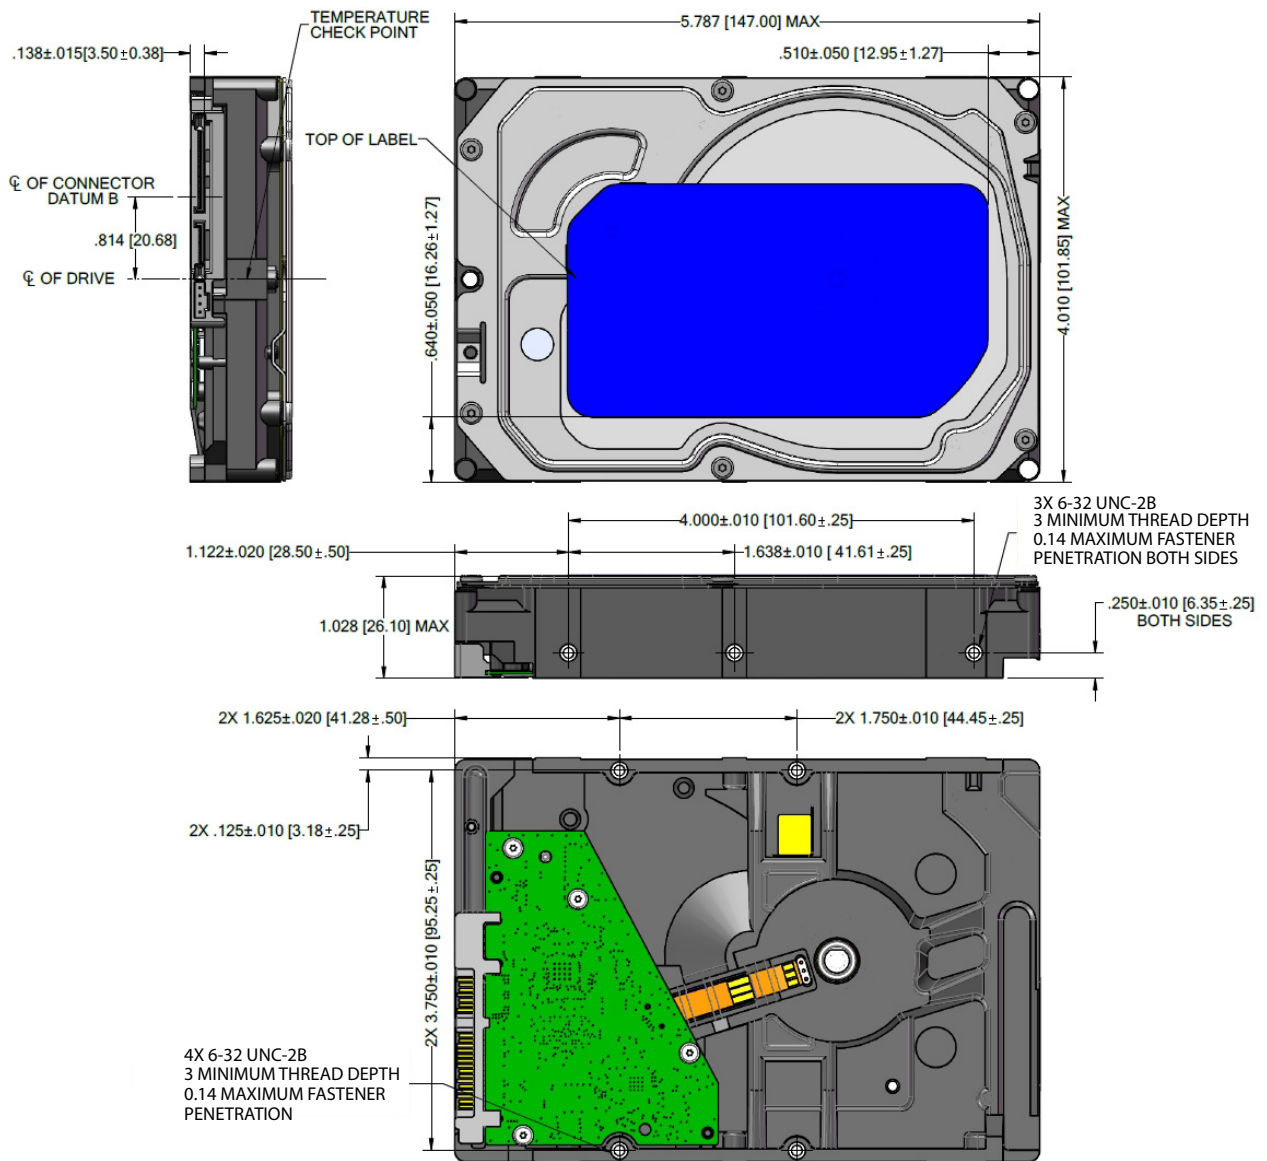 TEMPERATURE
CHECK POINT
5.787 [147.00] MAX
.138±.015[3.50±0.38]
.510±.050 [12.95±1.27]
TOP OF LABEL
℄ OF CONNECTOR
DATUM B
.814 [20.68]
℄ OF DRIVE
.640±.050 [16.26±1.27]
4.010 [101.85] MAX
3X 6-32 UNC-2B
3 MINIMUM THREAD DEPTH
0.14 MAXIMUM FASTENER
PENETRATION BOTH SIDES
4.000±.010 [101.60±.25]
1.122±.020 [28.50±.50]
1.638±.010 [ 41.61±.25]
1.028 [26.10] MAX
.250±.010 [6.35±.25]
BOTH SIDES
2X 1.625±.020 [41.28±.50]
2X 1.750±.010 [44.45±.25]
2X .125±.010 [3.18±.25]
2X 3.750±.010 [95.25±.25]
4X 6-32 UNC-2B
3 MINIMUM THREAD DEPTH
0.14 MAXIMUM FASTENER
PENETRATION